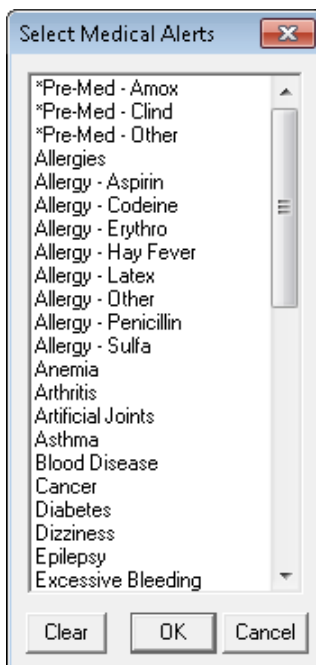 Select Medical Alerts
*Pre-Med - Amox
*Pre-Med - Clind
*Pre-Med - Other
Allergies
Allergy - Aspirin
Allergy - Codeine
Allergy - Erythro
Allergy - Hay Fever
Allergy - Latex
Allergy - Other
Allergy - Penicillin
Allergy - Sulfa
Anemia
Arthritis
Artificial Joints
Asthma
Blood Disease
Cancer
Diabetes
Dizziness
Epilepsy
Excessive Bleeding
Clear OK Cancel